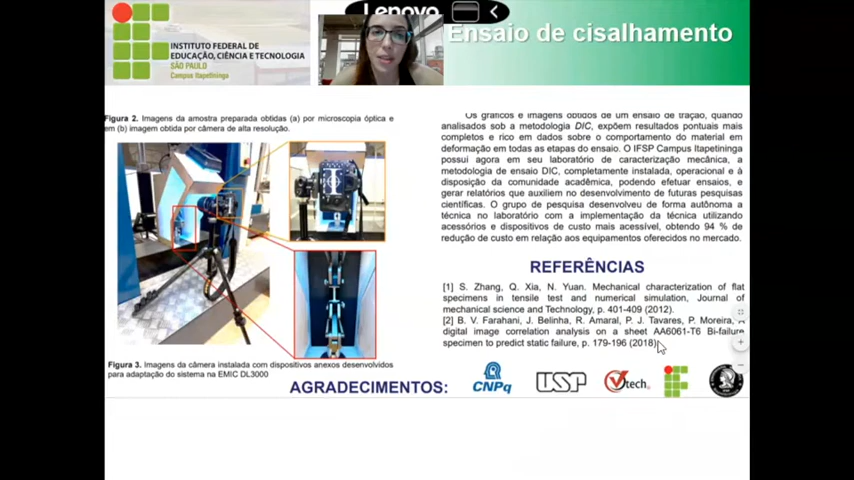 Lenovo
Ensaio de cisalhamento
INSTITUTO FEDERAL DE
EDUCAÇÃO, CIÊNCIA E TECNOLOGIA
SÃO PAULO
Campus Itapetininga
Figura 2. Imagens da amostra preparada obtidas (a) por microscopia óptica e
em (b) imagem obtida por câmera de alta resolução.
Figura 3. Imagens da câmera instalada com dispositivos anexos desenvolvidos
para adaptação do sistema na EMIC DL3000
Os gráficos e imagens obtidos de um ensaio de tração, quando
analisados sob a metodologia DIC, expõem resultados pontuais mais
completos e rico em dados sobre o comportamento do material em
deformação em todas as etapas do ensaio. O IFSP Campus Itapetininga
possui agora em seu laboratório de caracterização mecânica, a
metodologia de ensaio DIC, completamente instalada, operacional e à
disposição da comunidade acadêmica, podendo efetuar ensaios, e
gerar relatórios que auxiliem no desenvolvimento de futuras pesquisas
científicas. O grupo de pesquisa desenvolveu de forma autônoma a
técnica no laboratório com a implementação da técnica utilizando
acessórios e dispositivos de custo mais acessível, obtendo 94 % de
redução de custo em relação aos equipamentos oferecidos no mercado.
REFERÊNCIAS
[1] S. Zhang, Q. Xia, N. Yuan. Mechanical characterization of flat
specimens in tensile test and numerical simulation, Journal of
mechanical science and Technology, p. 401-409 (2012).
[2] B. V. Farahani, J. Belinha, R. Amaral, P. J. Tavares, P. Moreira, A
digital image correlation analysis on a sheet AA6061-T6 Bi-failure
specimen to predict static failure, p. 179-196 (2018)
AGRADECIMENTOS:
CNPq
USP
Vtech